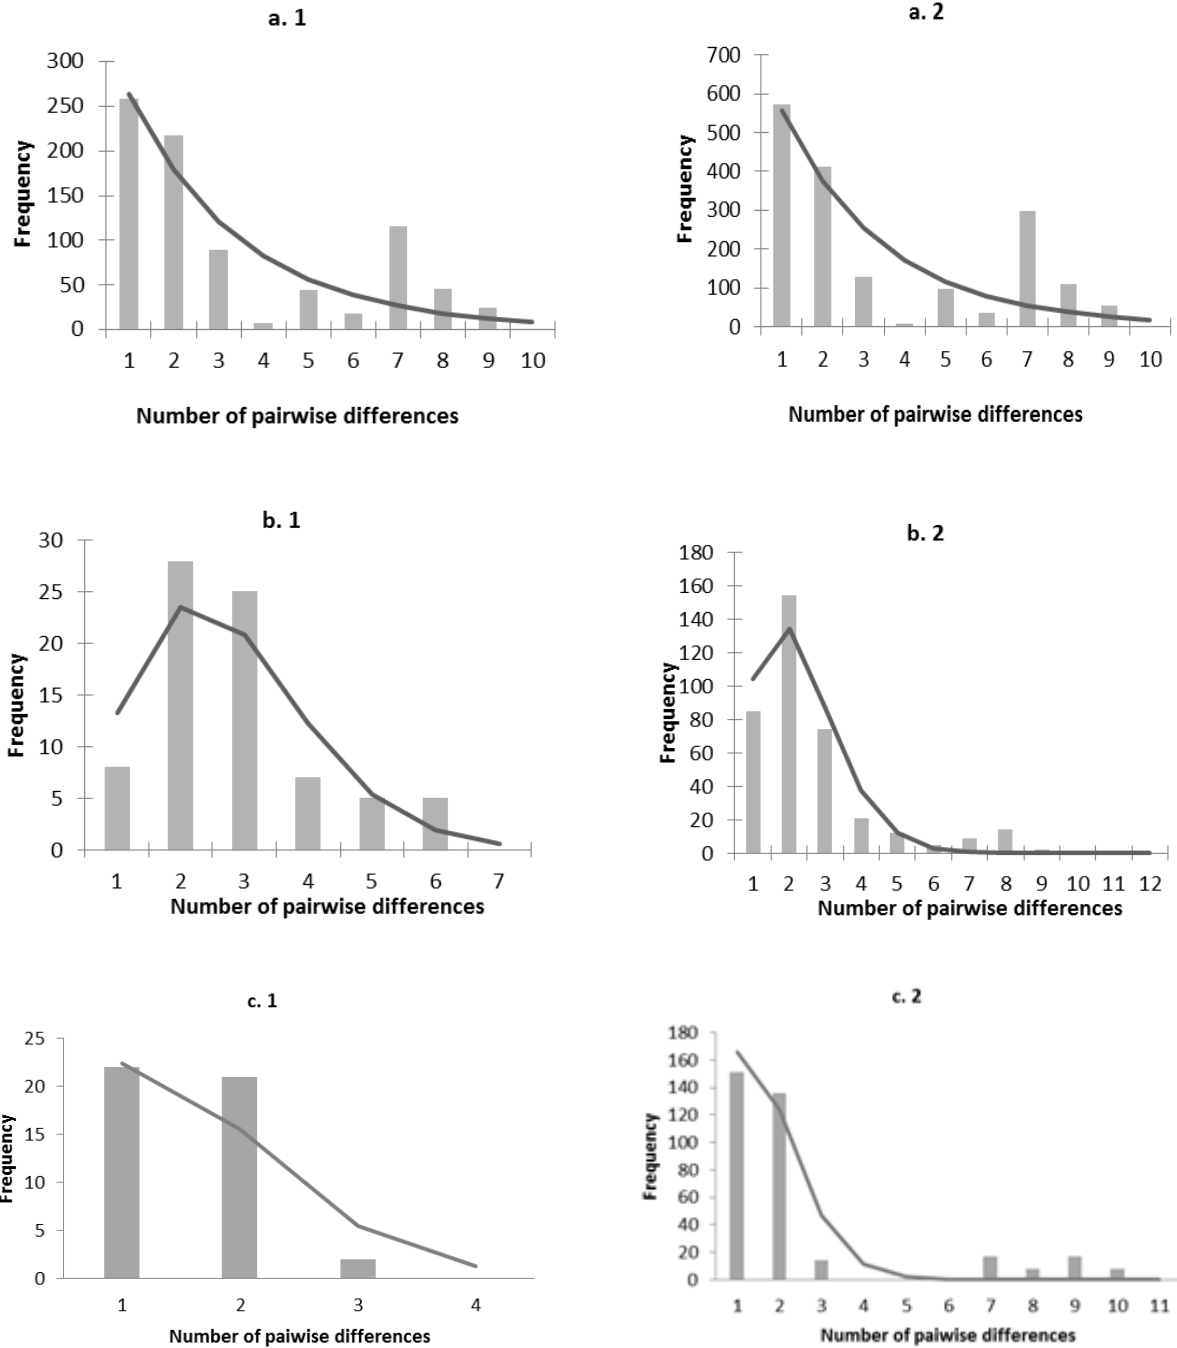 a. 1
300
250
200
150
100
50
0
Frequency
1 2 3 4 5 6 7 8 9 10
Number of pairwise differences
a. 2
700
600
500
400
300
200
100
0
Frequency
1 2 3 4 5 6 7 8 9 10
Number of pairwise differences
b. 1
30
25
20
15
10
5
0
Frequency
1 2 3 4 5 6 7
Number of pairwise differences
b. 2
180
160
140
120
100
80
60
40
20
0
Frequency
1 2 3 4 5 6 7 8 9 10 11 12
Number of pairwise differences
c. 1
25
20
15
10
5
0
Frequency
1 2 3 4
Number of paiwise differences
c. 2
180
160
140
120
100
80
60
40
20
0
Frequency
1 2 3 4 5 6 7 8 9 10 11
Number of paiwise differences